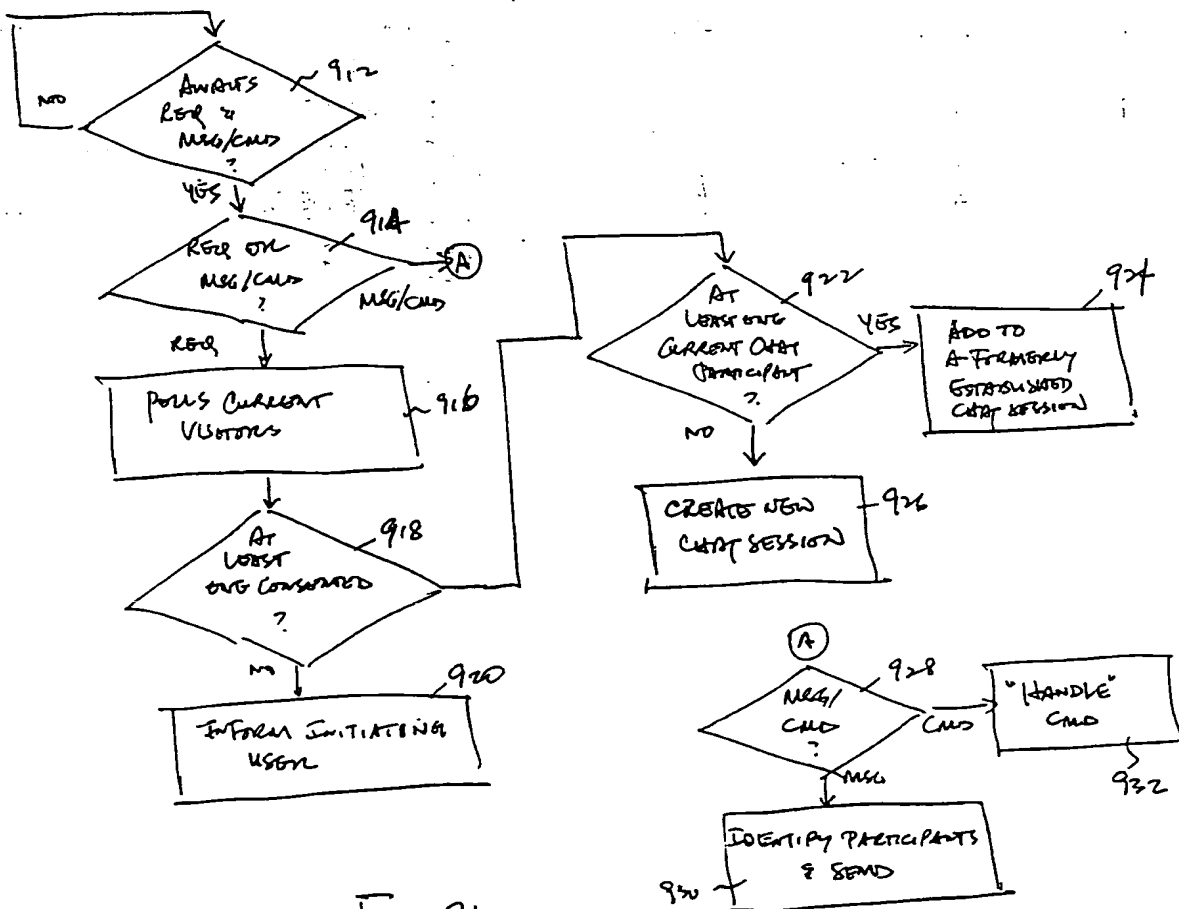 AWAITS
REQ &
MSG/CMD
?
912
NO
YES
REQ OR
MSG/CMD
?
914
A
MSG/CMD
REQ
POLLS CURRENT
VISITORS
916
AT
LEAST
ONE CONSENTED
?
918
NO
INFORM INITIATING
USER
920
AT
LEAST ONE
CURRENT CHAT
PARTICIPANT
?
922
YES
ADD TO
A FORMERLY
ESTABLISHED
CHAT SESSION
924
NO
CREATE NEW
CHAT SESSION
926
A
MSG/
CMD
?
928
CMD
"HANDLE"
CMD
932
MSG
IDENTIFY PARTICIPANTS
& SEND
930